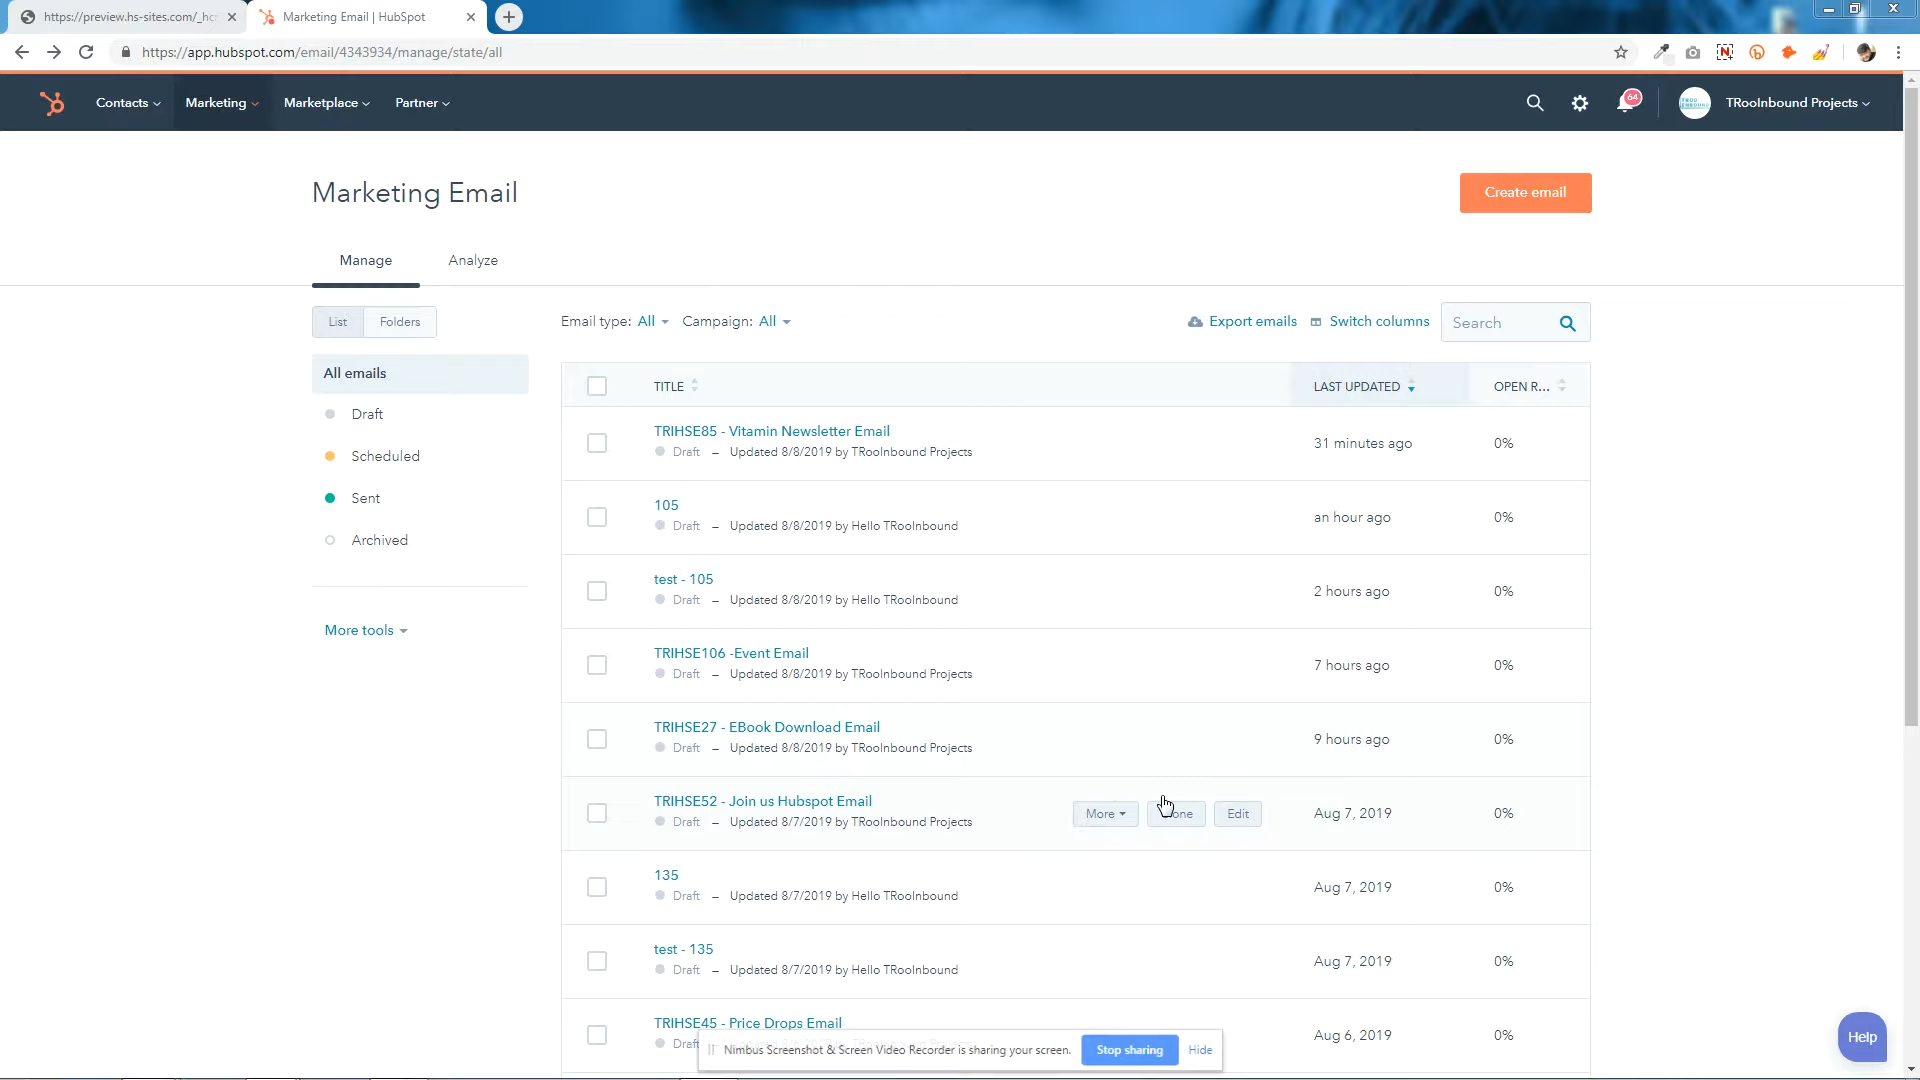 https://preview.hs-sites.com/_hcr
Marketing Email | HubSpot
https://app.hubspot.com/email/4343934/manage/state/all
Contacts
Marketing
Marketplace
Partner
64
TRooInbound Projects
Marketing Email
Create email
Manage
Analyze
List
Folders
Email type: All
Campaign: All
Export emails
Switch columns
Search
All emails
Draft
Scheduled
Sent
Archived
More tools
TITLE
LAST UPDATED
OPEN R...
TRIHSE85 - Vitamin Newsletter Email
Draft – Updated 8/8/2019 by TRooInbound Projects
31 minutes ago
0%
105
Draft – Updated 8/8/2019 by Hello TRooInbound
an hour ago
0%
test - 105
Draft – Updated 8/8/2019 by Hello TRooInbound
2 hours ago
0%
TRIHSE106 -Event Email
Draft – Updated 8/8/2019 by TRooInbound Projects
7 hours ago
0%
TRIHSE27 - EBook Download Email
Draft – Updated 8/8/2019 by TRooInbound Projects
9 hours ago
0%
TRIHSE52 - Join us Hubspot Email
Draft – Updated 8/7/2019 by TRooInbound Projects
More
Edit
Aug 7, 2019
0%
135
Draft – Updated 8/7/2019 by Hello TRooInbound
Aug 7, 2019
0%
test - 135
Draft – Updated 8/7/2019 by Hello TRooInbound
Aug 7, 2019
0%
TRIHSE45 - Price Drops Email
Aug 6, 2019
0%
Nimbus Screenshot & Screen Video Recorder is sharing your screen.
Stop sharing
Hide
Help